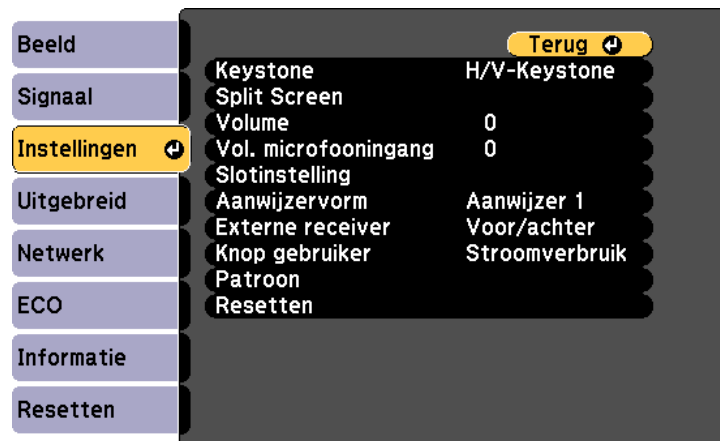 Beeld
Signaal
Instellingen
Uitgebreid
Netwerk
ECO
Informatie
Resetten
Terug
Keystone H/V-Keystone
Split Screen
Volume 0
Vol. microfooningang 0
Slotinstelling
Aanwijzervorm Aanwijzer 1
Externe receiver Voor/achter
Knop gebruiker Stroomverbruik
Patroon
Resetten